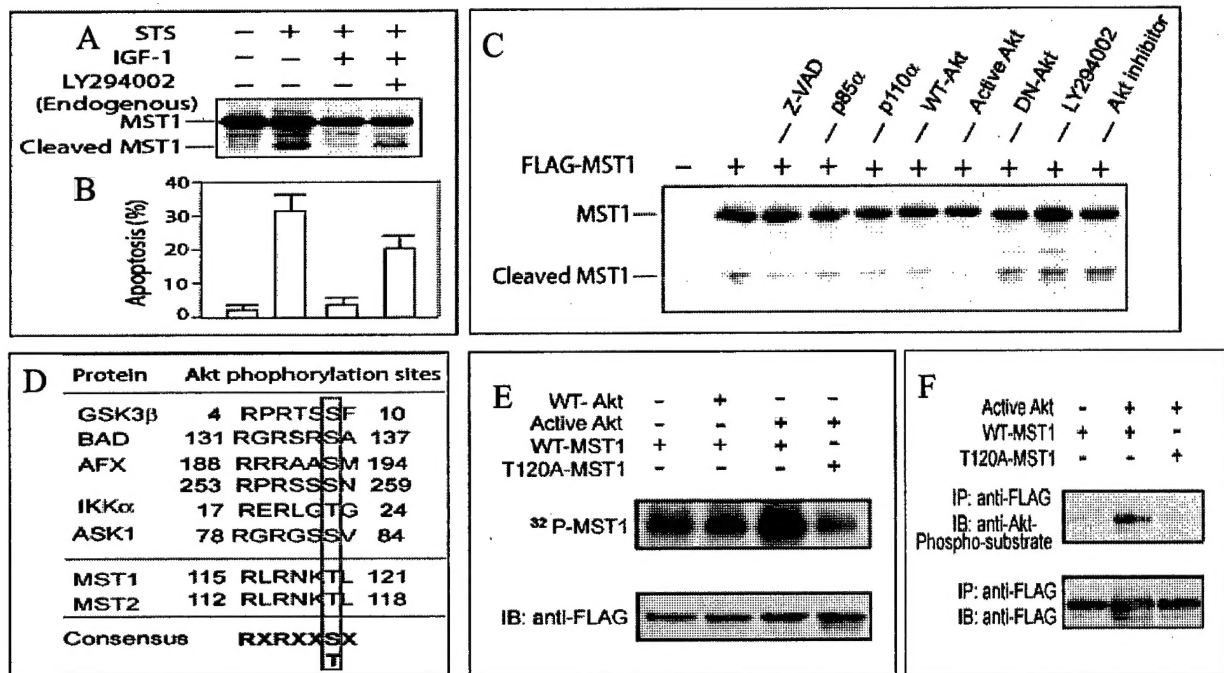 A
STS - + + +
IGF-1 - - + +
LY294002 - - - +
(Endogenous)
MST1
Cleaved MST1
B
Apoptosis (%)
40
30
20
10
0
C
Z-VAD
p85α
p110α
WT-Akt
Active Akt
DN-Akt
LY294002
Akt inhibitor
FLAG-MST1 - + + + + + + + + +
MST1
Cleaved MST1
D
Protein Akt phophorylation sites
GSK3β 4 RPRTSSF 10
BAD 131 RGRSRSA 137
AFX 188 RRRAASM 194
253 RPRSSSN 259
IKKα 17 RERLGTG 24
ASK1 78 RGRGSSV 84
MST1 115 RLRNKTL 121
MST2 112 RLRNKTL 118
Consensus RXRXXSX
T
E
WT- Akt - + - -
Active Akt - - + +
WT-MST1 + + + -
T120A-MST1 - - - +
32 P-MST1
IB: anti-FLAG
F
Active Akt - + +
WT-MST1 + + -
T120A-MST1 - - +
IP: anti-FLAG
IB: anti-Akt-
Phospho-substrate
IP: anti-FLAG
IB: anti-FLAG